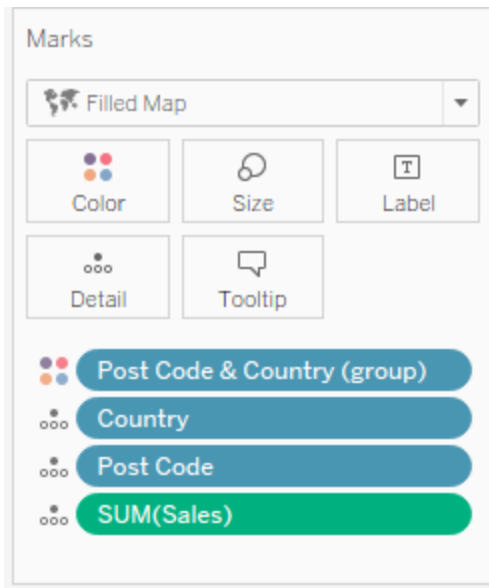 Marks
Filled Map
Color
Size
T
Label
Detail
Tooltip
Post Code & Country (group)
Country
Post Code
SUM(Sales)